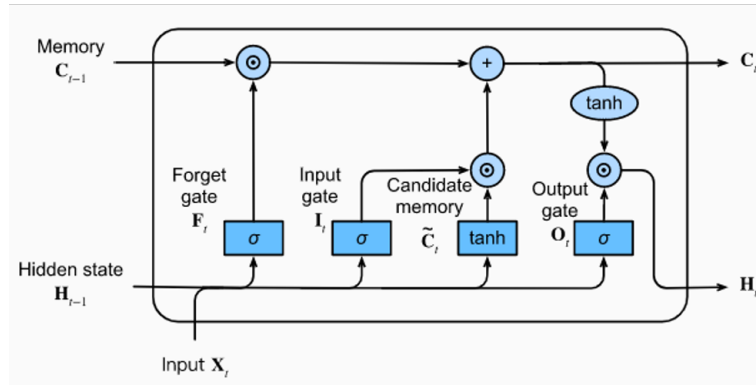 Memory
C_{t−1}
⊙
+
C_t
tanh
Forget
gate
F_t
σ
Input
gate
I_t
σ
Candidate
memory
C̃_t
tanh
⊙
Output
gate
O_t
σ
⊙
Hidden state
H_{t−1}
H_t
Input X_t